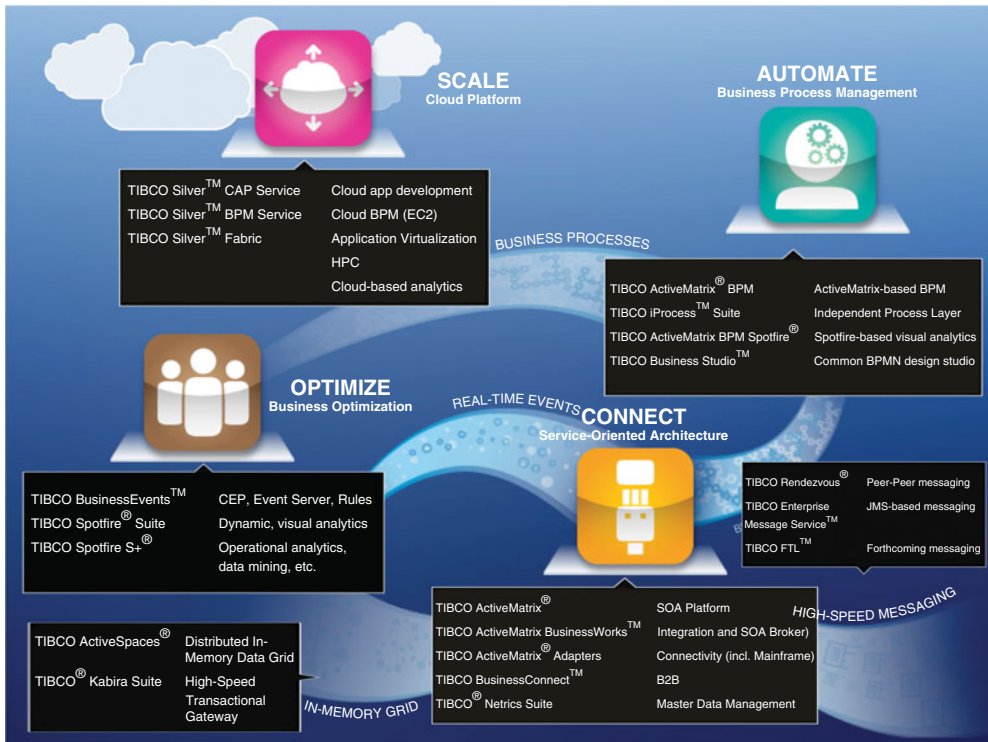 SCALE
Cloud Platform
TIBCO Silver™ CAP Service Cloud app development
TIBCO Silver™ BPM Service Cloud BPM (EC2)
TIBCO Silver™ Fabric Application Virtualization
HPC
Cloud-based analytics
AUTOMATE
Business Process Management
TIBCO ActiveMatrix® BPM ActiveMatrix-based BPM
TIBCO iProcess™ Suite Independent Process Layer
TIBCO ActiveMatrix BPM Spotfire® Spotfire-based visual analytics
TIBCO Business Studio™ Common BPMN design studio
BUSINESS PROCESSES
OPTIMIZE
Business Optimization
TIBCO BusinessEvents™ CEP, Event Server, Rules
TIBCO Spotfire® Suite Dynamic, visual analytics
TIBCO Spotfire S+® Operational analytics,
data mining, etc.
REAL-TIME EVENTS
CONNECT
Service-Oriented Architecture
TIBCO ActiveMatrix® SOA Platform
TIBCO ActiveMatrix BusinessWorks™ Integration and SOA Broker)
TIBCO ActiveMatrix® Adapters Connectivity (incl. Mainframe)
TIBCO BusinessConnect™ B2B
TIBCO® Netrics Suite Master Data Management
TIBCO Rendezvous® Peer-Peer messaging
TIBCO Enterprise JMS-based messaging
Message Service™
TIBCO FTL™ Forthcoming messaging
HIGH-SPEED MESSAGING
TIBCO ActiveSpaces® Distributed In-
Memory Data Grid
TIBCO® Kabira Suite High-Speed
Transactional
Gateway
IN-MEMORY GRID